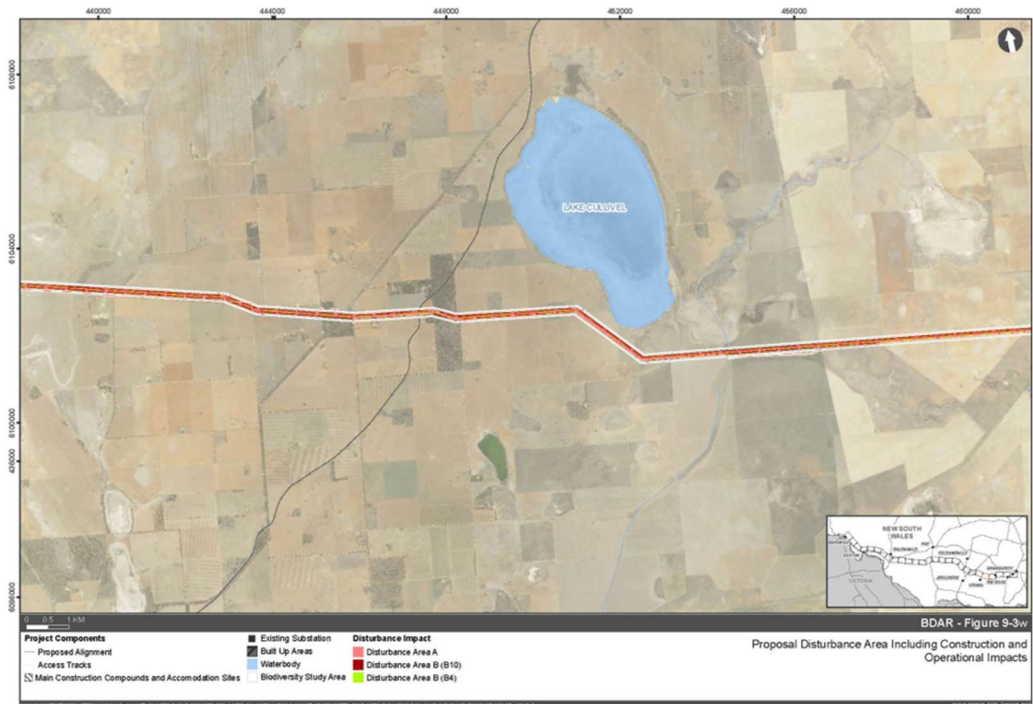 440000 444000 448000 452000 456000 460000
6108000
6104000
6100000
436000
6096000
LAKE CULLIVEL
NEW SOUTH
WALES
VICTORIA
0 0.5 1 KM
BDAR - Figure 9-3w
Proposal Disturbance Area Including Construction and
Operational Impacts
Project Components
Proposed Alignment
Access Tracks
Main Construction Compounds and Accomodation Sites
Existing Substation
Built Up Areas
Waterbody
Biodiversity Study Area
Disturbance Impact
Disturbance Area A
Disturbance Area B (B10)
Disturbance Area B (B4)